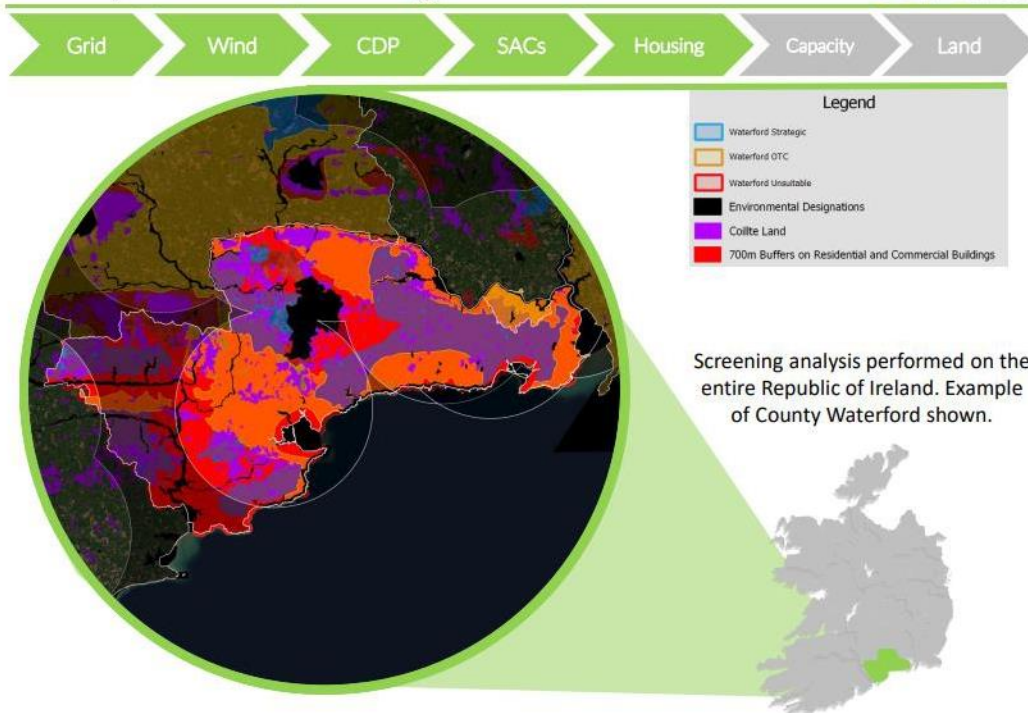 Grid
Wind
CDP
SACs
Housing
Capacity
Land
Legend
Waterford Strategic
Waterford OTC
Waterford Unsuitable
Environmental Designations
Coillte Land
700m Buffers on Residential and Commercial Buildings
Screening analysis performed on the
entire Republic of Ireland. Example
of County Waterford shown.